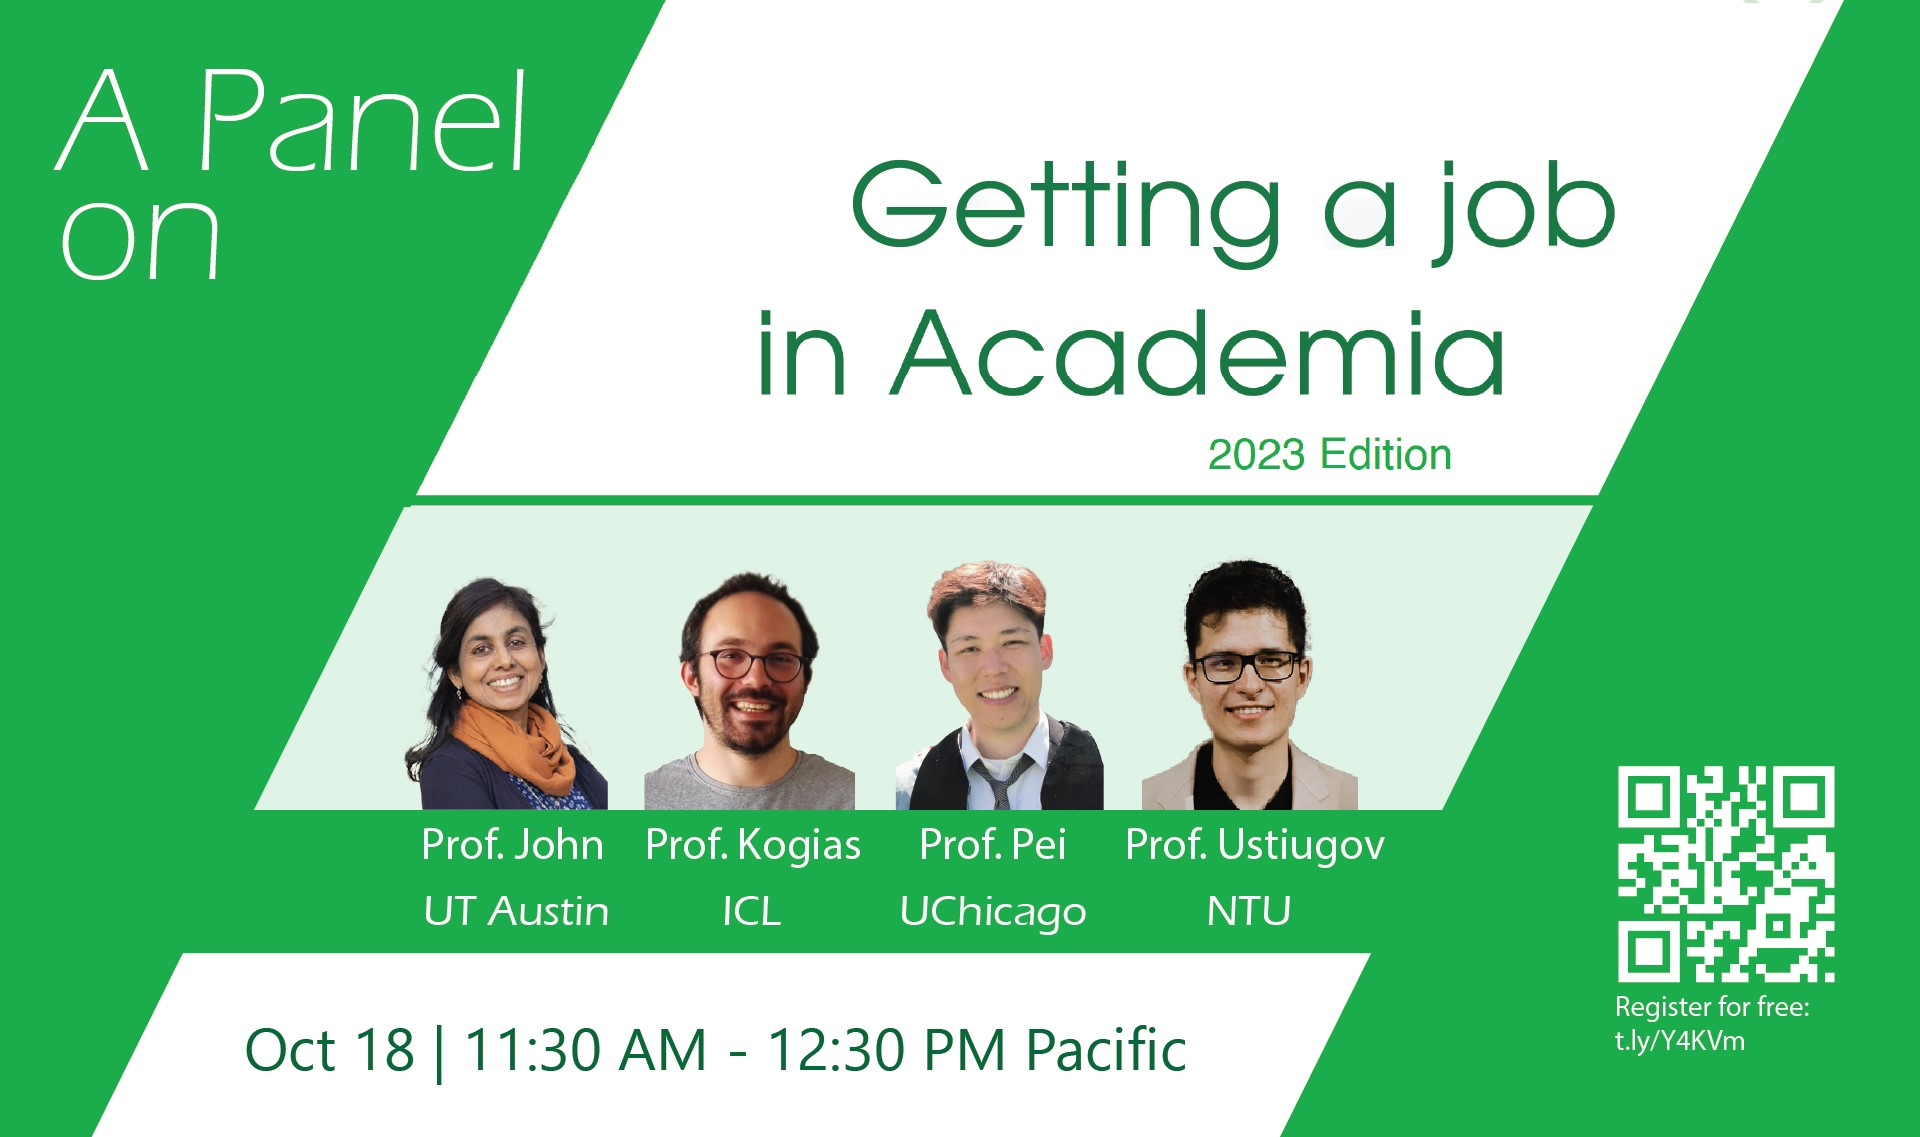 A Panel
on
Getting a job
in Academia
2023 Edition
Prof. John
Prof. Kogias
Prof. Pei
Prof. Ustiugov
UT Austin
ICL
UChicago
NTU
Oct 18 | 11:30 AM - 12:30 PM Pacific
Register for free:
t.ly/Y4KVm